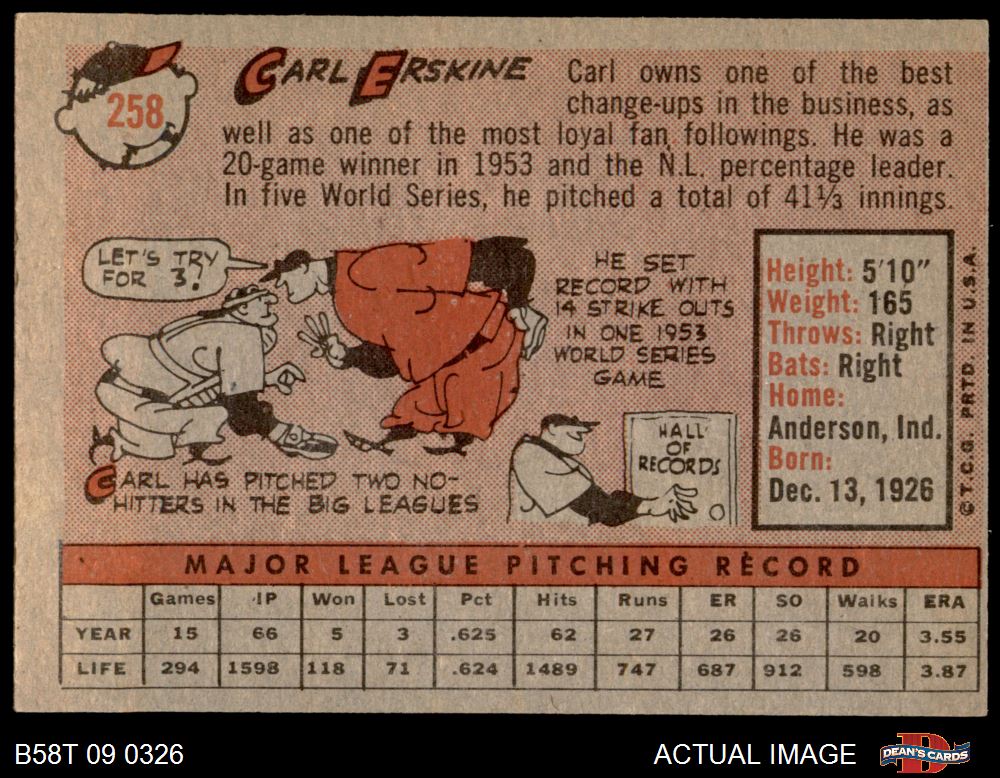 258
CARL ERSKINE
Carl owns one of the best
change-ups in the business, as
well as one of the most loyal fan followings. He was a
20-game winner in 1953 and the N.L. percentage leader.
In five World Series, he pitched a total of 41⅓ innings.
LET'S TRY
FOR 3!
HE SET
RECORD WITH
14 STRIKE OUTS
IN ONE 1953
WORLD SERIES
GAME
HALL
OF
RECORDS
CARL HAS PITCHED TWO NO-
HITTERS IN THE BIG LEAGUES
Height: 5'10"
Weight: 165
Throws: Right
Bats: Right
Home:
Anderson, Ind.
Born:
Dec. 13, 1926
© T.C.G. PRTD. IN U.S.A.
MAJOR LEAGUE PITCHING RECORD
Games IP Won Lost Pct Hits Runs ER SO Walks ERA
YEAR 15 66 5 3 .625 62 27 26 26 20 3.55
LIFE 294 1598 118 71 .624 1489 747 687 912 598 3.87
B58T 09 0326 ACTUAL IMAGE DEAN'S CARDS